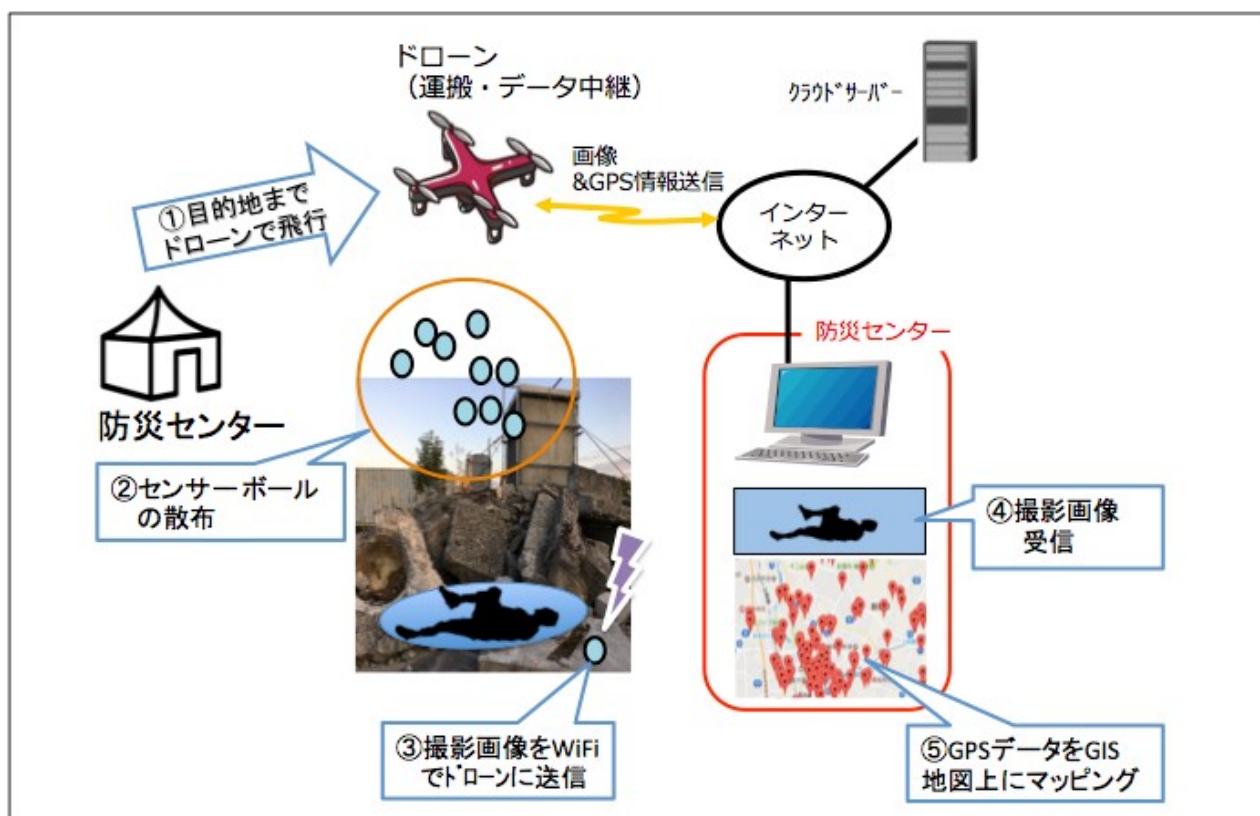 ドローン
（運搬・データ中継）
クラウドサーバー
画像
&GPS情報送信
①目的地まで
ドローンで飛行
インター
ネット
防災センター
防災センター
②センサーボール
の散布
④撮影画像
受信
③撮影画像をWiFi
でドローンに送信
⑤GPSデータをGIS
地図上にマッピング